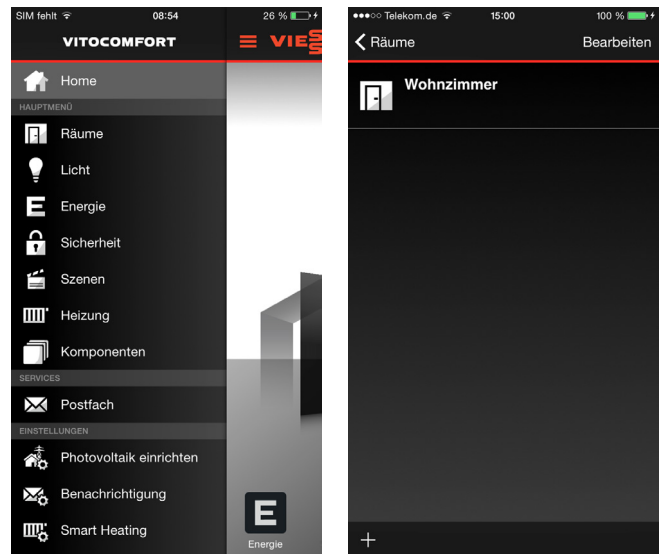 SIM fehlt 08:54 26 %
VITOCOMFORT
VIES
Home
HAUPTMENÜ
Räume
Licht
E Energie
Sicherheit
Szenen
Heizung
Komponenten
SERVICES
Postfach
EINSTELLUNGEN
Photovoltaik einrichten
Benachrichtigung
Smart Heating
E
Energie
Telekom.de 15:00 100 %
Räume Bearbeiten
Wohnzimmer
+